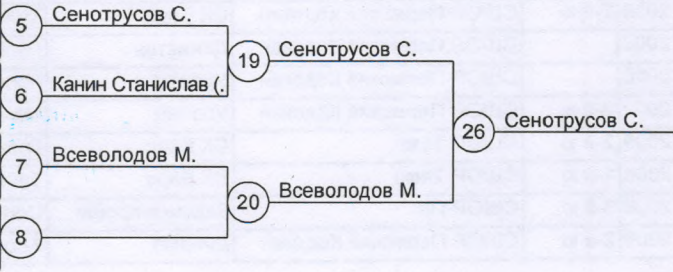 5 Сенотрусов С.
19 Сенотрусов С.
6 Канин Станислав (.
26 Сенотрусов С.
7 Всеволодов М.
20 Всеволодов М.
8